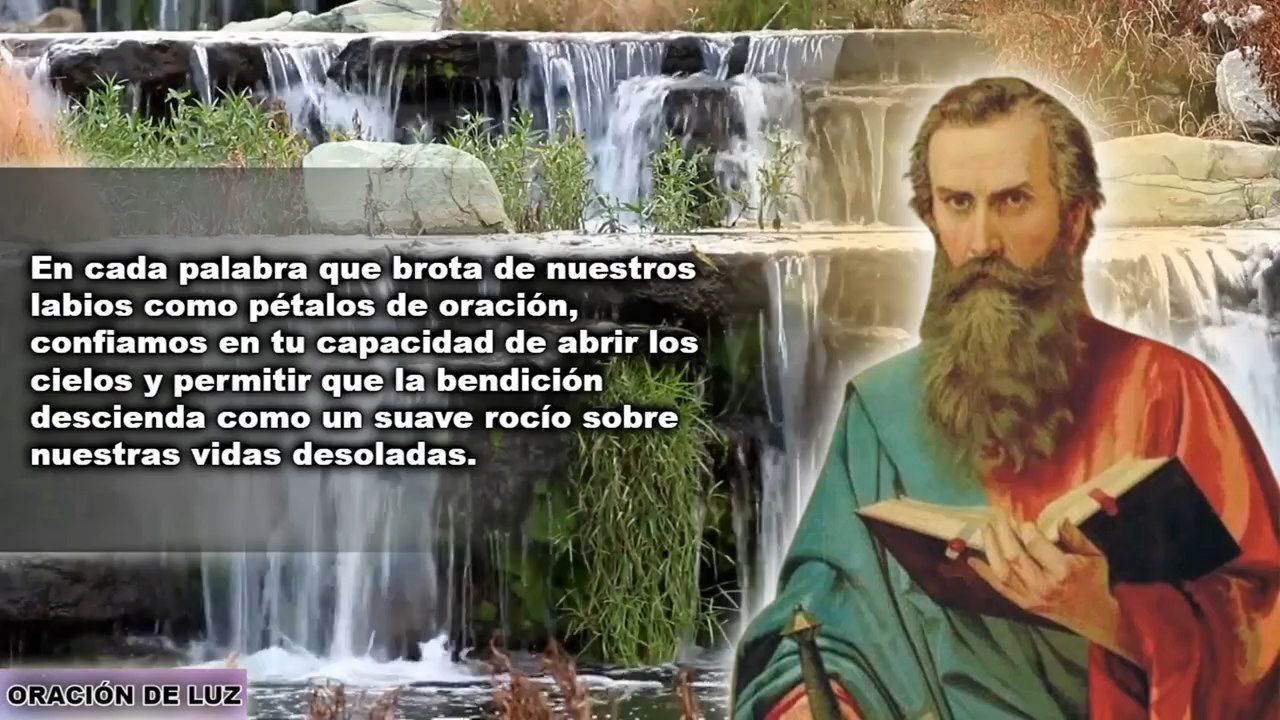 En cada palabra que brota de nuestros
labios como pétalos de oración,
confiamos en tu capacidad de abrir los
cielos y permitir que la bendición
descienda como un suave rocío sobre
nuestras vidas desoladas.
ORACIÓN DE LUZ